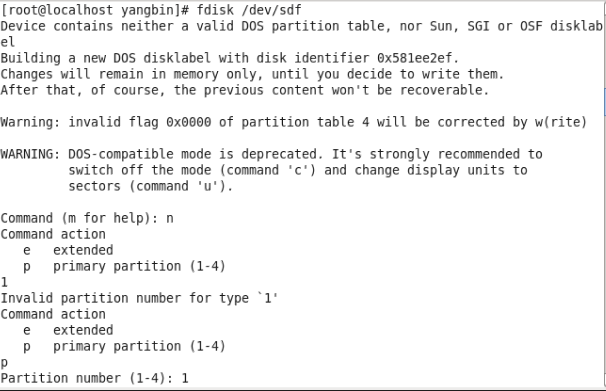 [root@localhost yangbin]# fdisk /dev/sdf
Device contains neither a valid DOS partition table, nor Sun, SGI or OSF disklab
el
Building a new DOS disklabel with disk identifier 0x581ee2ef.
Changes will remain in memory only, until you decide to write them.
After that, of course, the previous content won't be recoverable.

Warning: invalid flag 0x0000 of partition table 4 will be corrected by w(rite)

WARNING: DOS-compatible mode is deprecated. It's strongly recommended to
         switch off the mode (command 'c') and change display units to
         sectors (command 'u').

Command (m for help): n
Command action
   e   extended
   p   primary partition (1-4)
1
Invalid partition number for type `1'
Command action
   e   extended
   p   primary partition (1-4)
p
Partition number (1-4): 1